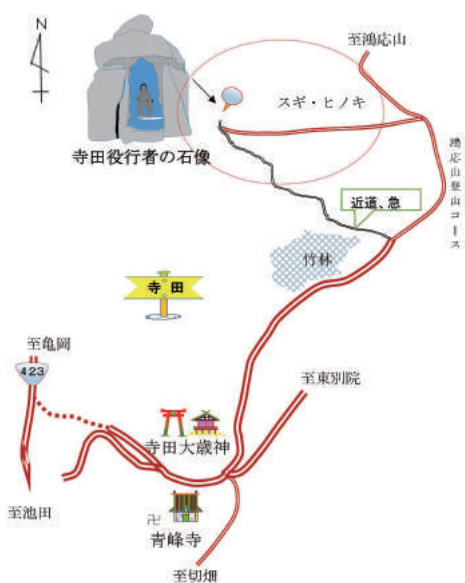 N
至鴻応山
スギ・ヒノキ
寺田役行者の石像
鴻応山登山コース
近道、急
竹林
寺田
至亀岡
423
至東別院
寺田大歳神
至池田
卍
青峰寺
至切畑